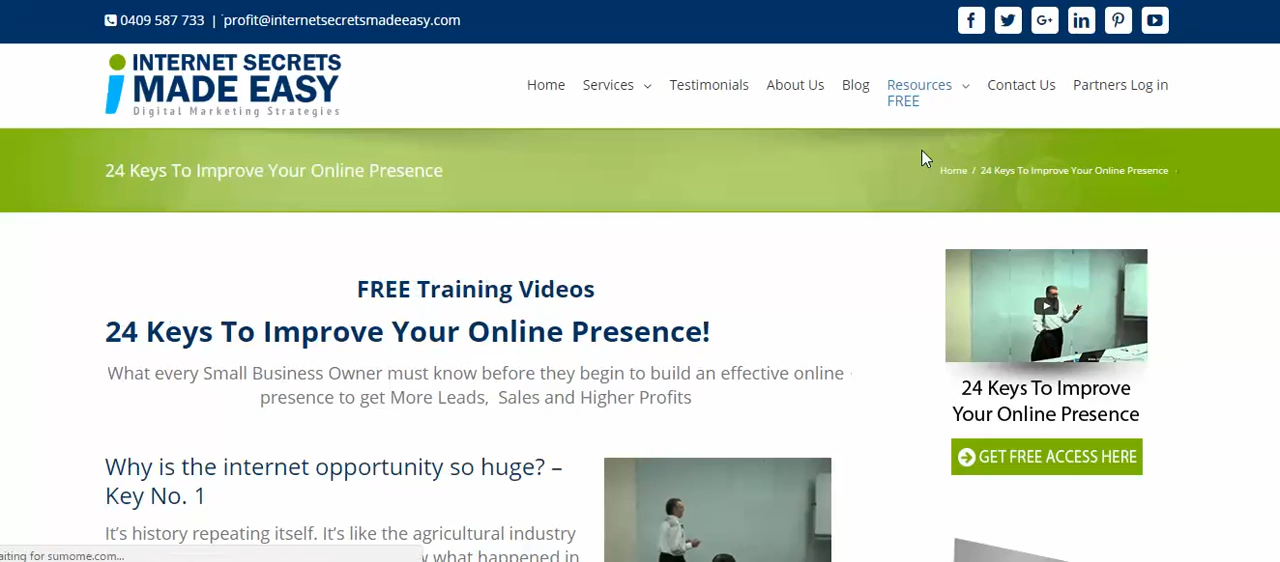 0409 587 733 | profit@internetsecretsmadeeasy.com
INTERNET SECRETS
MADE EASY
Digital Marketing Strategies
Home Services Testimonials About Us Blog Resources FREE Contact Us Partners Log in
24 Keys To Improve Your Online Presence
Home / 24 Keys To Improve Your Online Presence
FREE Training Videos
24 Keys To Improve Your Online Presence!
What every Small Business Owner must know before they begin to build an effective online
presence to get More Leads, Sales and Higher Profits
24 Keys To Improve
Your Online Presence
GET FREE ACCESS HERE
Why is the internet opportunity so huge? –
Key No. 1
It's history repeating itself. It's like the agricultural industry
what happened in
aiting for sumome.com...